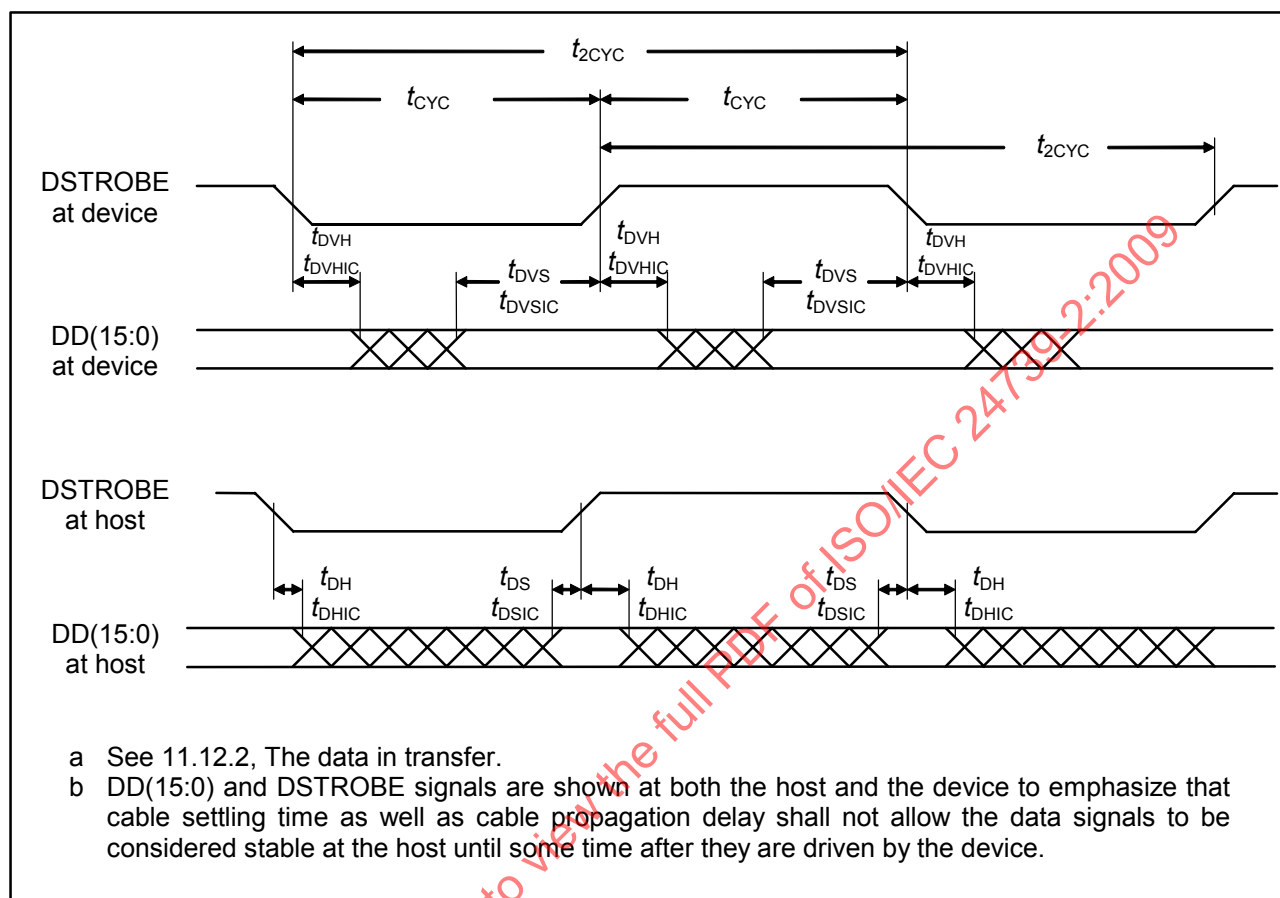 t2CYC
tCYC tCYC
t2CYC
DSTROBE
at device
tDVH tDVH tDVH
tDVHIC tDVS tDVHIC tDVS tDVHIC
tDVSIC tDVSIC
DD(15:0)
at device
DSTROBE
at host
tDH tDS tDH tDS tDH
tDHIC tDSIC tDHIC tDSIC tDHIC
DD(15:0)
at host
a See 11.12.2, The data in transfer.
b DD(15:0) and DSTROBE signals are shown at both the host and the device to emphasize that
cable settling time as well as cable propagation delay shall not allow the data signals to be
considered stable at the host until some time after they are driven by the device.
to view the full PDF of ISO/IEC 24739-2:2009